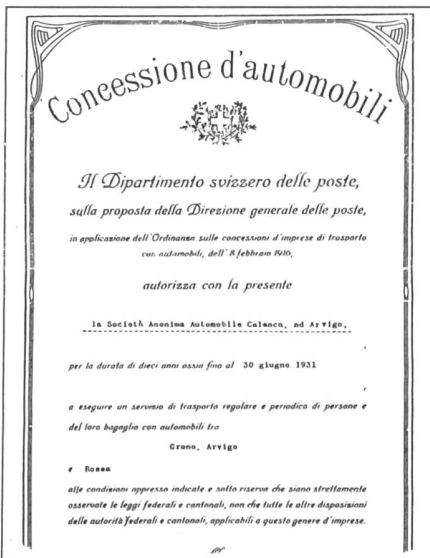 Concessione d'automobili
Il Dipartimento svizzero delle poste,
sulla proposta della Direzione generale delle poste,
in applicazione dell'Ordinanza sulle concessioni d'imprese di trasporto
con automobili, dell' 8 febbraio 1916,
autorizza con la presente
la Società Anonima Automobile Calanca, ad Arvigo,
per la durata di dieci anni ossia fino al 30 giugno 1931
a eseguire un servizio di trasporto regolare e periodico di persone e
del loro bagaglio con automobili tra
Grono, Arvigo
e Rossa
alle condizioni appresso indicate e sotto riserva che siano strettamente
osservate le leggi federali e cantonali, non che tutte le altre disposizioni
delle autorità federali e cantonali, applicabili a questo genere d'imprese.